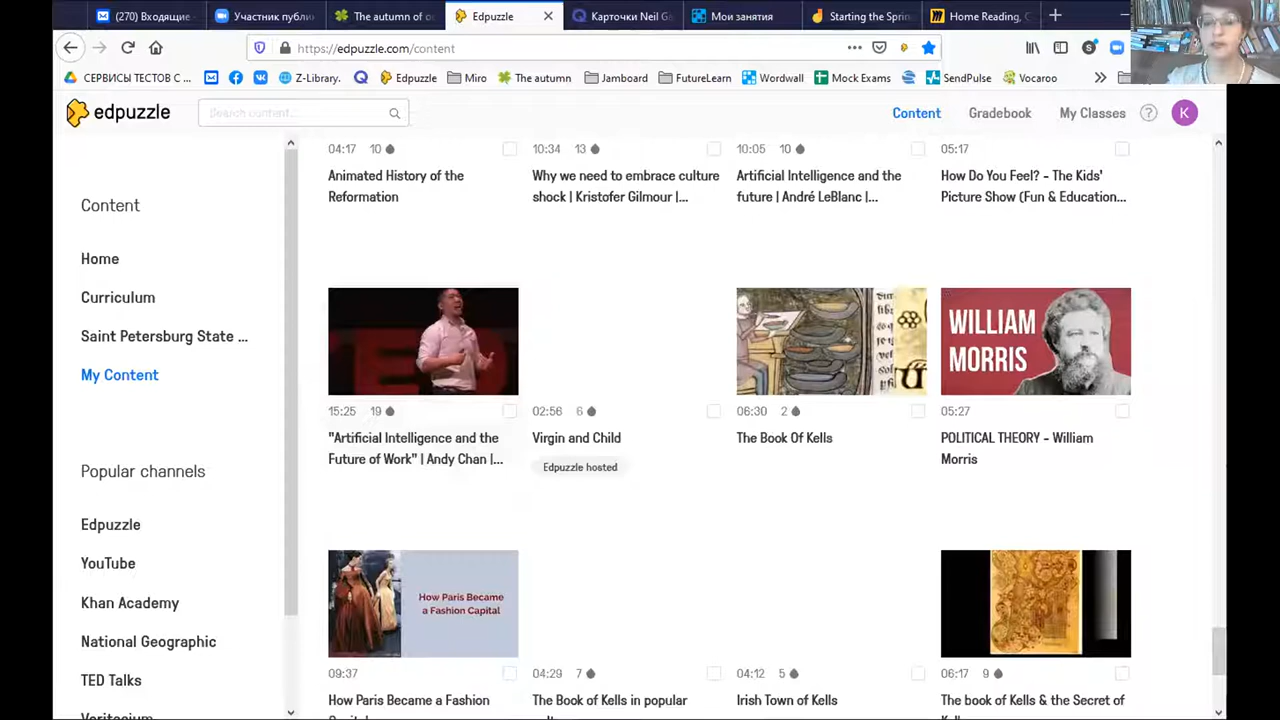 (270) Входящие -
Участник публи
The autumn of o
Edpuzzle
Карточки Neil Ga
Мои занятия
Starting the Sprin
Home Reading, C
https://edpuzzle.com/content
СЕРВИСЫ ТЕСТОВ С ...
Z-Library.
Edpuzzle
Miro
The autumn
Jamboard
FutureLearn
Wordwall
Mock Exams
SendPulse
Vocaroo
edpuzzle
Search content...
Content
Gradebook
My Classes
?
K
Content
Home
Curriculum
Saint Petersburg State ...
My Content
Popular channels
Edpuzzle
YouTube
Khan Academy
National Geographic
TED Talks
Veritasium
04:17 10
Animated History of the
Reformation
10:34 13
Why we need to embrace culture
shock | Kristofer Gilmour |...
10:05 10
Artificial Intelligence and the
future | André LeBlanc |...
05:17
How Do You Feel? - The Kids'
Picture Show (Fun & Education...
15:25 19
"Artificial Intelligence and the
Future of Work" | Andy Chan |...
02:56 6
Virgin and Child
Edpuzzle hosted
06:30 2
The Book Of Kells
WILLIAM
MORRIS
05:27
POLITICAL THEORY - William
Morris
How Paris Became
a Fashion Capital
09:37
How Paris Became a Fashion
04:29 7
The Book of Kells in popular
04:12 5
Irish Town of Kells
06:17 9
The book of Kells & the Secret of